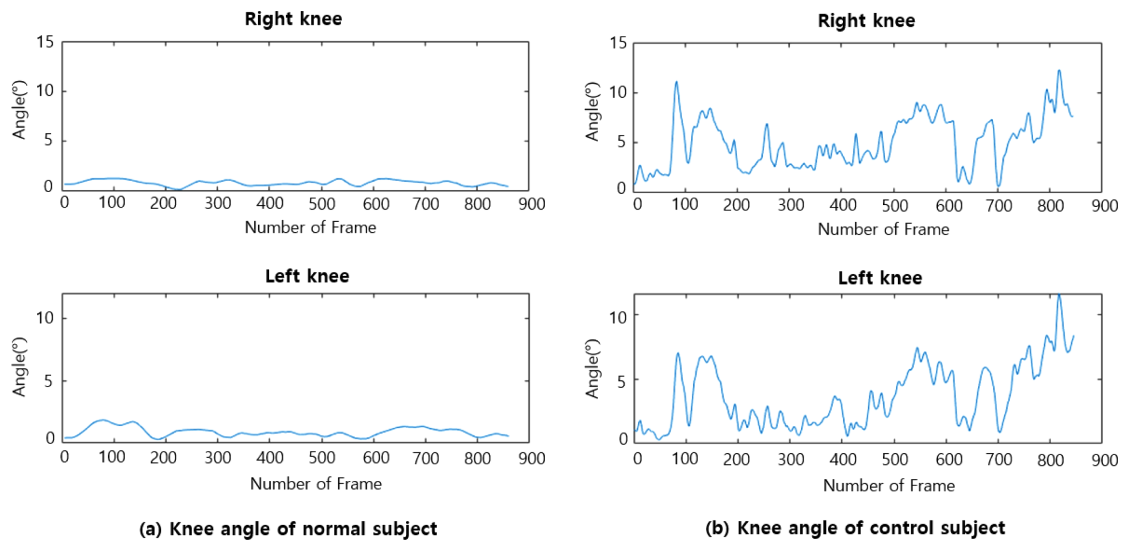 Right knee
15
10
5
0
Angle(°)
0 100 200 300 400 500 600 700 800 900
Number of Frame
Left knee
10
5
0
Angle(°)
0 100 200 300 400 500 600 700 800 900
Number of Frame
(a) Knee angle of normal subject
Right knee
15
10
5
0
Angle(°)
0 100 200 300 400 500 600 700 800 900
Number of Frame
Left knee
10
5
0
Angle(°)
0 100 200 300 400 500 600 700 800 900
Number of Frame
(b) Knee angle of control subject